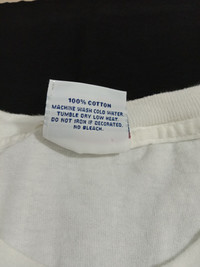 100% COTTON
MACHINE WASH COLD WATER
TUMBLE DRY. LOW HEAT.
DO NOT IRON IF DECORATED.
NO BLEACH.